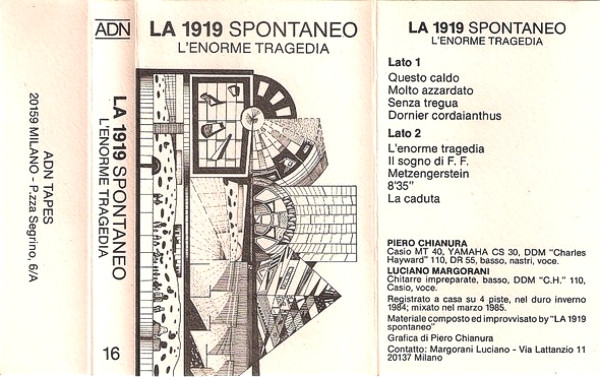 ADN TAPES
20159 MILANO - P.zza Segrino, 6/A
ADN
LA 1919 SPONTANEO
L'ENORME TRAGEDIA
16
LA 1919 SPONTANEO
L'ENORME TRAGEDIA
LA 1919 SPONTANEO
L'ENORME TRAGEDIA
Lato 1
Questo caldo
Molto azzardato
Senza tregua
Dornier cordaianthus
Lato 2
L'enorme tragedia
Il sogno di F. F.
Metzengerstein
8'35"
La caduta
PIERO CHIANURA
Casio MT 40, YAMAHA CS 30, DDM "Charles
Hayward" 110, DR 55, basso, nastri, voce.
LUCIANO MARGORANI
Chitarre impreparate, basso, DDM "C.H." 110,
Casio, voce.
Registrato a casa su 4 piste, nel duro inverno
1984; mixato nel marzo 1985.
Materiale composto ed improvvisato by "LA 1919
spontaneo"
Grafica di Piero Chianura
Contatto: Margorani Luciano - Via Lattanzio 11
20137 Milano